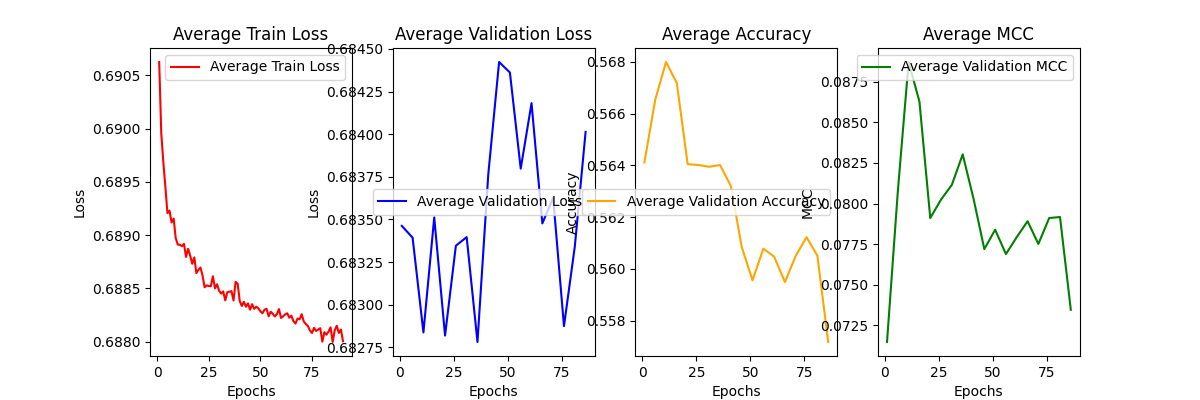 Average Train Loss
Average Train Loss
0.6905
0.6900
0.6895
0.6890
0.6885
0.6880
Loss
0 25 50 75
Epochs
Average Validation Loss
Average Validation Loss
0.68450
0.68425
0.68400
0.68375
0.68350
0.68325
0.68300
0.68275
Loss
0 25 50 75
Epochs
Average Accuracy
Average Validation Accuracy
0.568
0.566
0.564
0.562
0.560
0.558
Accuracy
0 25 50 75
Epochs
Average MCC
Average Validation MCC
0.0875
0.0850
0.0825
0.0800
0.0775
0.0750
0.0725
MCC
0 25 50 75
Epochs